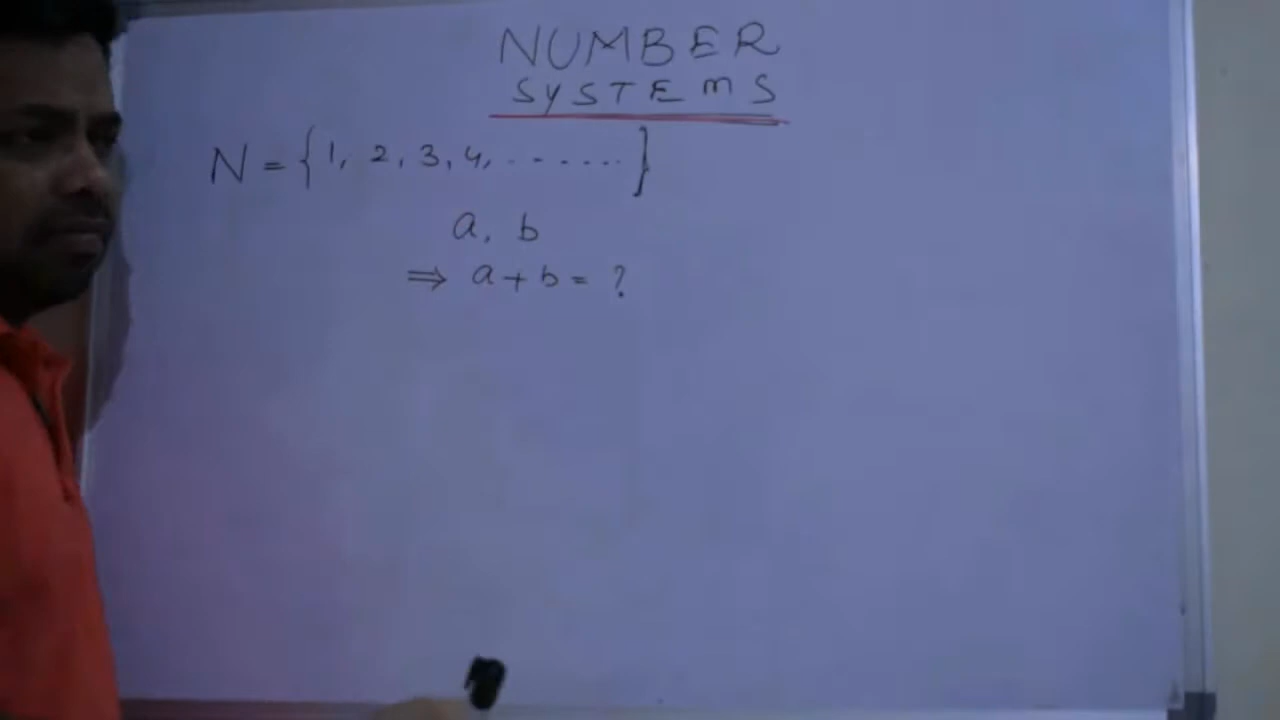 NUMBER
SYSTEMS
N = {1, 2, 3, 4, .......}
a, b
⇒ a + b = ?